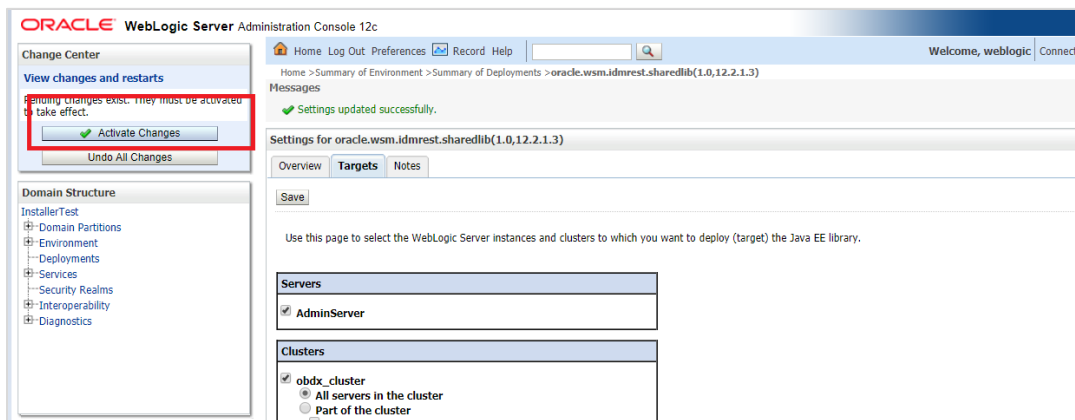 ORACLE WebLogic Server Administration Console 12c
Change Center
View changes and restarts
Pending changes exist. They must be activated
to take effect.
Activate Changes
Undo All Changes
Domain Structure
InstallerTest
Domain Partitions
Environment
Deployments
Services
Security Realms
Interoperability
Diagnostics
Home Log Out Preferences Record Help
Welcome, weblogic Connect
Home >Summary of Environment >Summary of Deployments >oracle.wsm.idmrest.sharedlib(1.0,12.2.1.3)
Messages
Settings updated successfully.
Settings for oracle.wsm.idmrest.sharedlib(1.0,12.2.1.3)
Overview Targets Notes
Save
Use this page to select the WebLogic Server instances and clusters to which you want to deploy (target) the Java EE library.
Servers
AdminServer
Clusters
obdx_cluster
All servers in the cluster
Part of the cluster